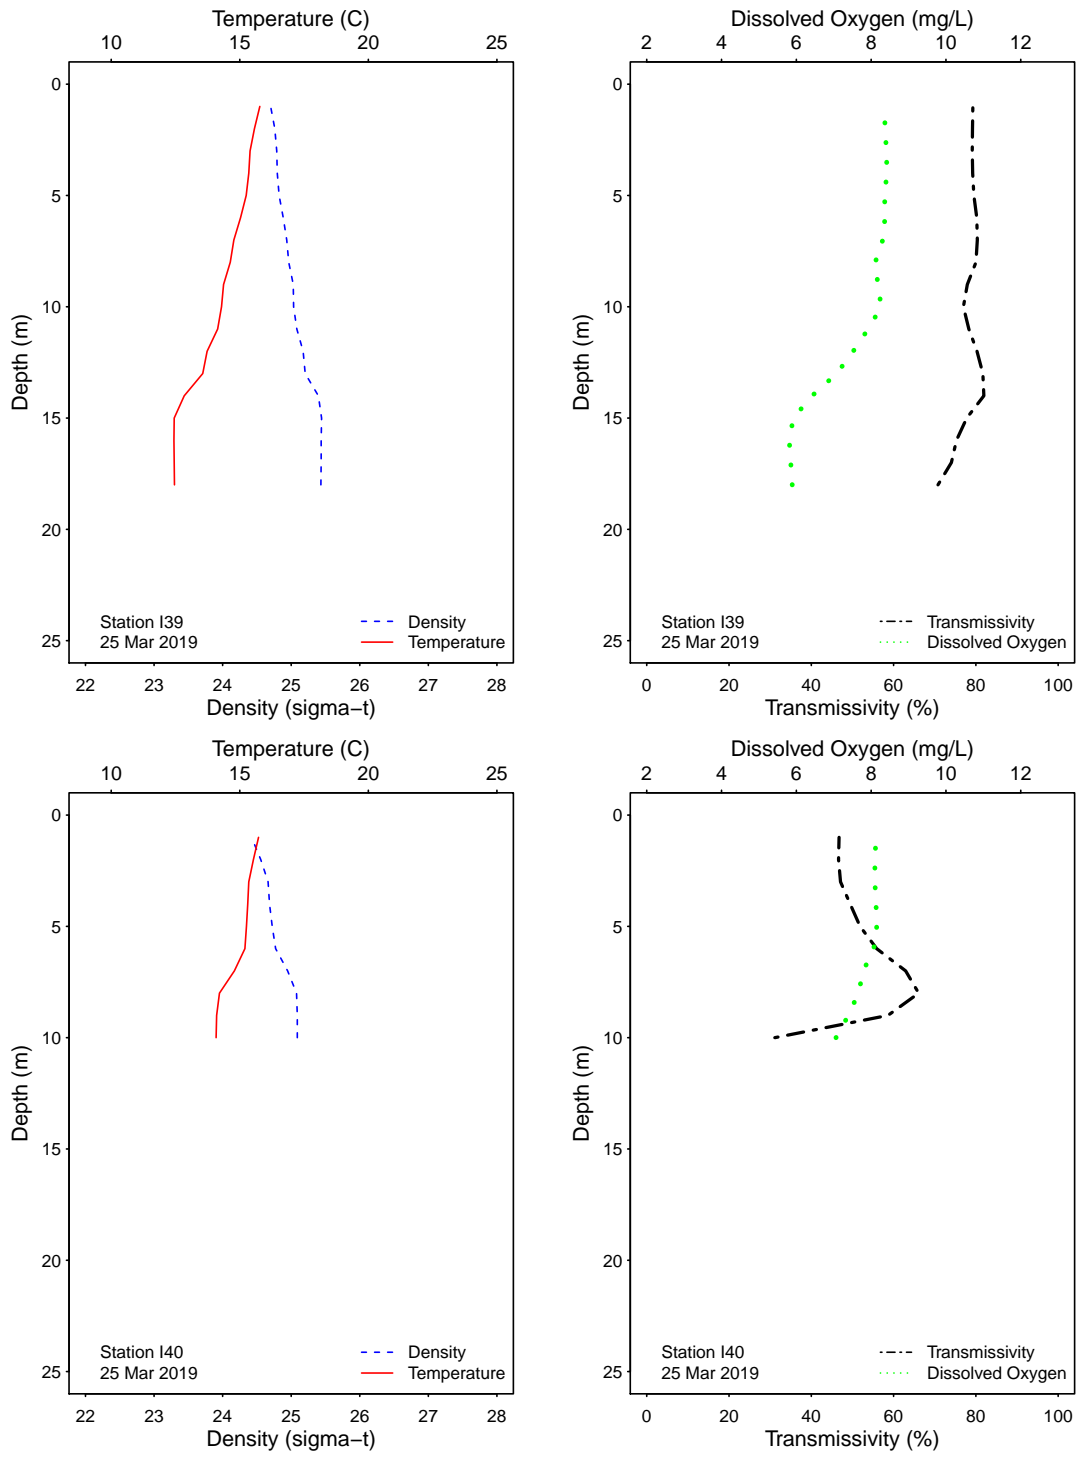 Temperature (C)
10 15 20 25
0
5
10
15
20
25
Depth (m)
Station I39
25 Mar 2019
Density
Temperature
22 23 24 25 26 27 28
Density (sigma−t)
Dissolved Oxygen (mg/L)
2 4 6 8 10 12
0
5
10
15
20
25
Depth (m)
Station I39
25 Mar 2019
Transmissivity
Dissolved Oxygen
0 20 40 60 80 100
Transmissivity (%)
Temperature (C)
10 15 20 25
0
5
10
15
20
25
Depth (m)
Station I40
25 Mar 2019
Density
Temperature
22 23 24 25 26 27 28
Density (sigma−t)
Dissolved Oxygen (mg/L)
2 4 6 8 10 12
0
5
10
15
20
25
Depth (m)
Station I40
25 Mar 2019
Transmissivity
Dissolved Oxygen
0 20 40 60 80 100
Transmissivity (%)